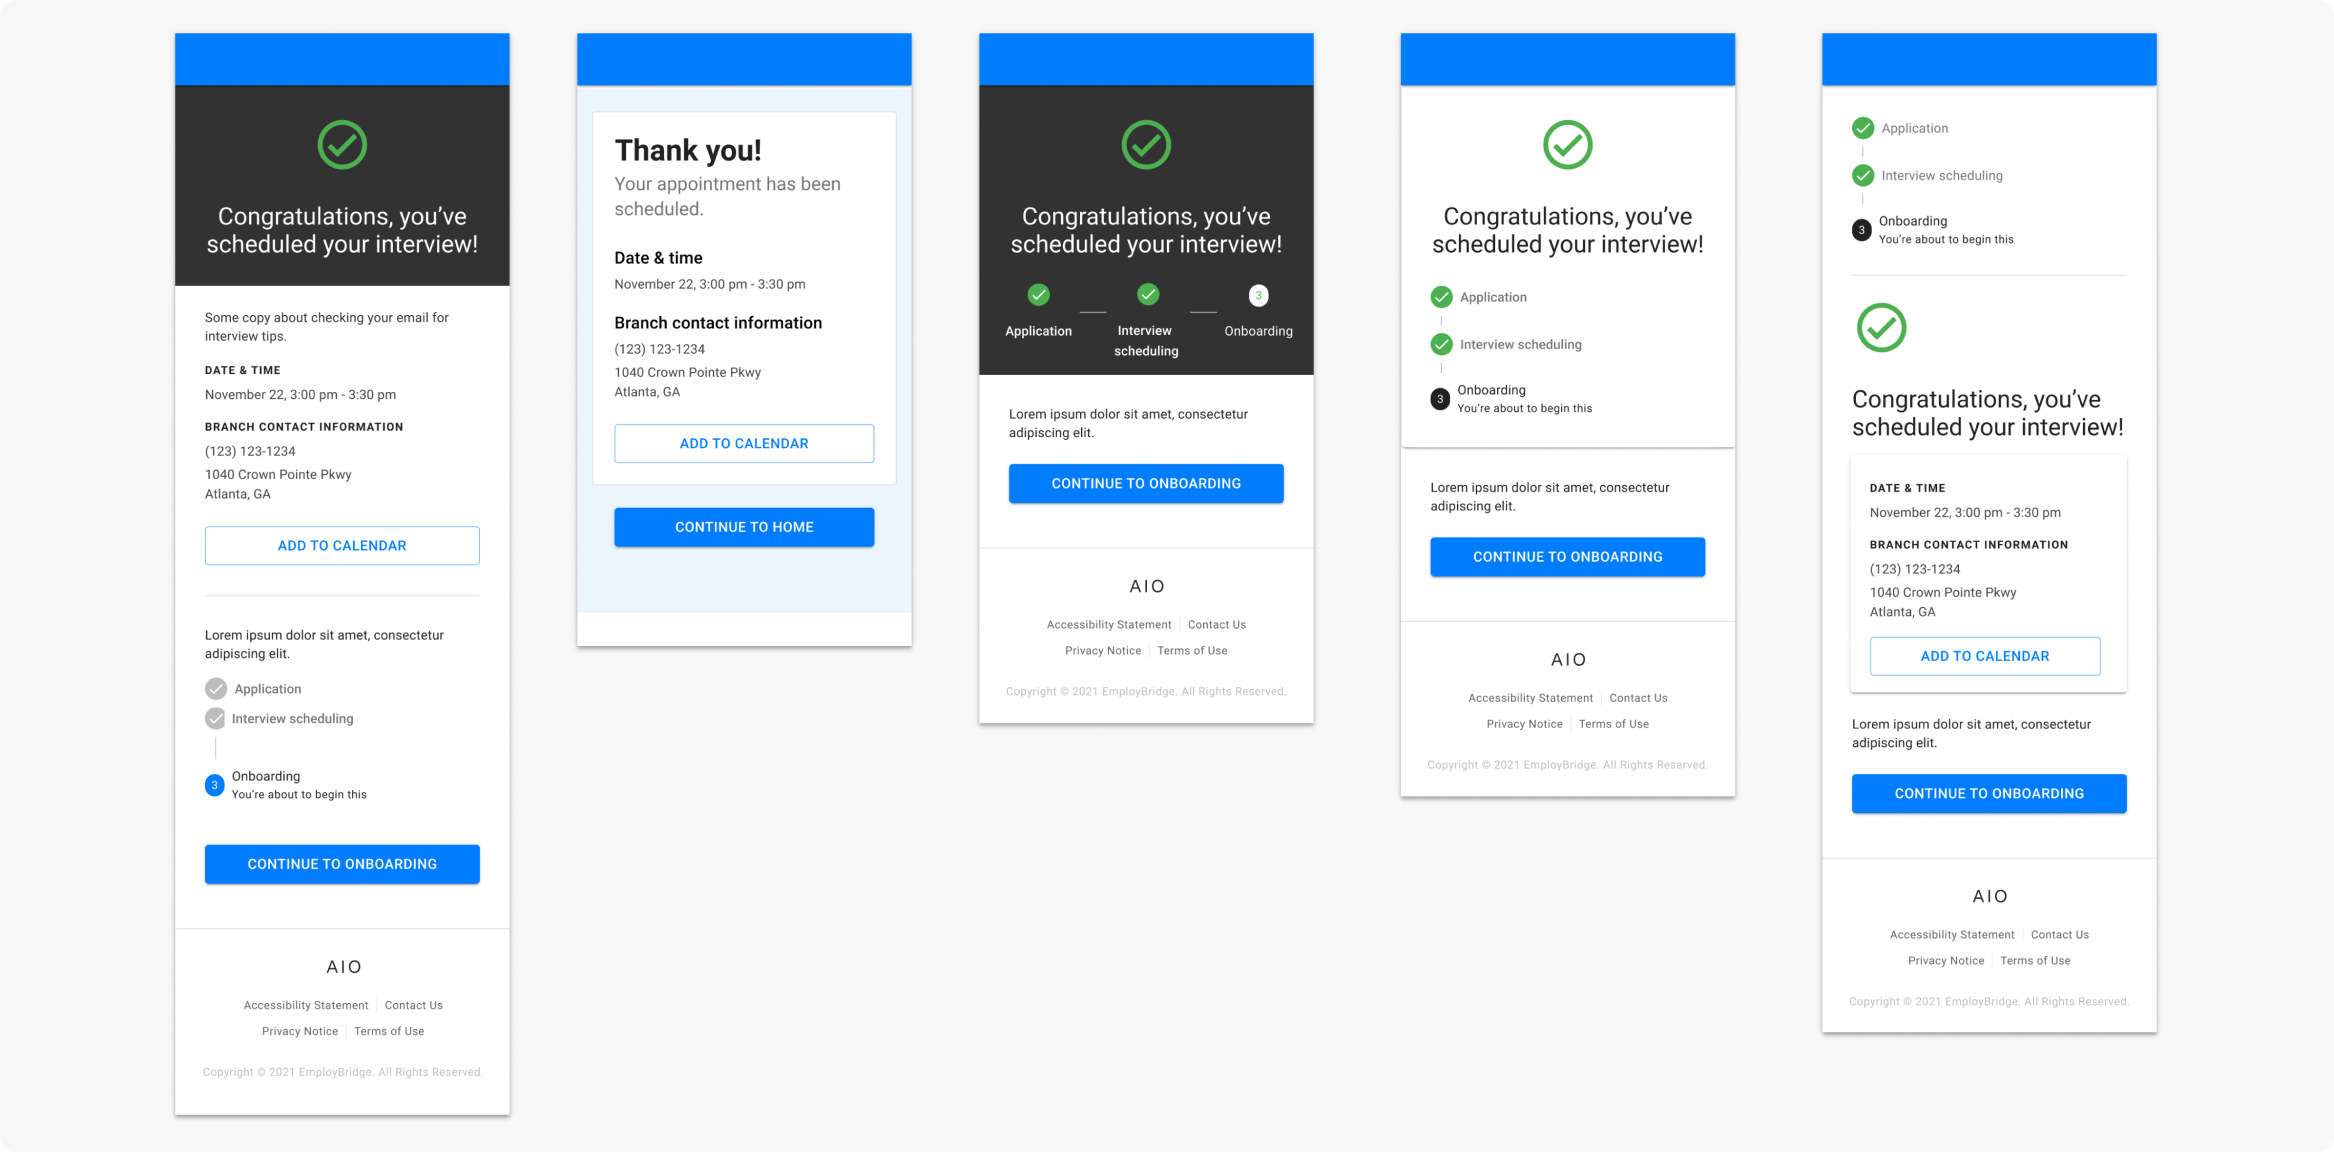 Congratulations, you’ve
scheduled your interview!
Some copy about checking your email for
interview tips.
DATE & TIME
November 22, 3:00 pm - 3:30 pm
BRANCH CONTACT INFORMATION
(123) 123-1234
1040 Crown Pointe Pkwy
Atlanta, GA
ADD TO CALENDAR
Lorem ipsum dolor sit amet, consectetur
adipiscing elit.
Application
Interview scheduling
3 Onboarding
You’re about to begin this
CONTINUE TO ONBOARDING
AIO
Accessibility Statement Contact Us
Privacy Notice Terms of Use
Copyright © 2021 EmployBridge. All Rights Reserved.
Thank you!
Your appointment has been
scheduled.
Date & time
November 22, 3:00 pm - 3:30 pm
Branch contact information
(123) 123-1234
1040 Crown Pointe Pkwy
Atlanta, GA
ADD TO CALENDAR
CONTINUE TO HOME
Congratulations, you’ve
scheduled your interview!
3
Application Interview Onboarding
scheduling
Lorem ipsum dolor sit amet, consectetur
adipiscing elit.
CONTINUE TO ONBOARDING
AIO
Accessibility Statement Contact Us
Privacy Notice Terms of Use
Copyright © 2021 EmployBridge. All Rights Reserved.
Congratulations, you’ve
scheduled your interview!
Application
Interview scheduling
3 Onboarding
You’re about to begin this
Lorem ipsum dolor sit amet, consectetur
adipiscing elit.
CONTINUE TO ONBOARDING
AIO
Accessibility Statement Contact Us
Privacy Notice Terms of Use
Copyright © 2021 EmployBridge. All Rights Reserved.
Application
Interview scheduling
3 Onboarding
You’re about to begin this
Congratulations, you’ve
scheduled your interview!
DATE & TIME
November 22, 3:00 pm - 3:30 pm
BRANCH CONTACT INFORMATION
(123) 123-1234
1040 Crown Pointe Pkwy
Atlanta, GA
ADD TO CALENDAR
Lorem ipsum dolor sit amet, consectetur
adipiscing elit.
CONTINUE TO ONBOARDING
AIO
Accessibility Statement Contact Us
Privacy Notice Terms of Use
Copyright © 2021 EmployBridge. All Rights Reserved.